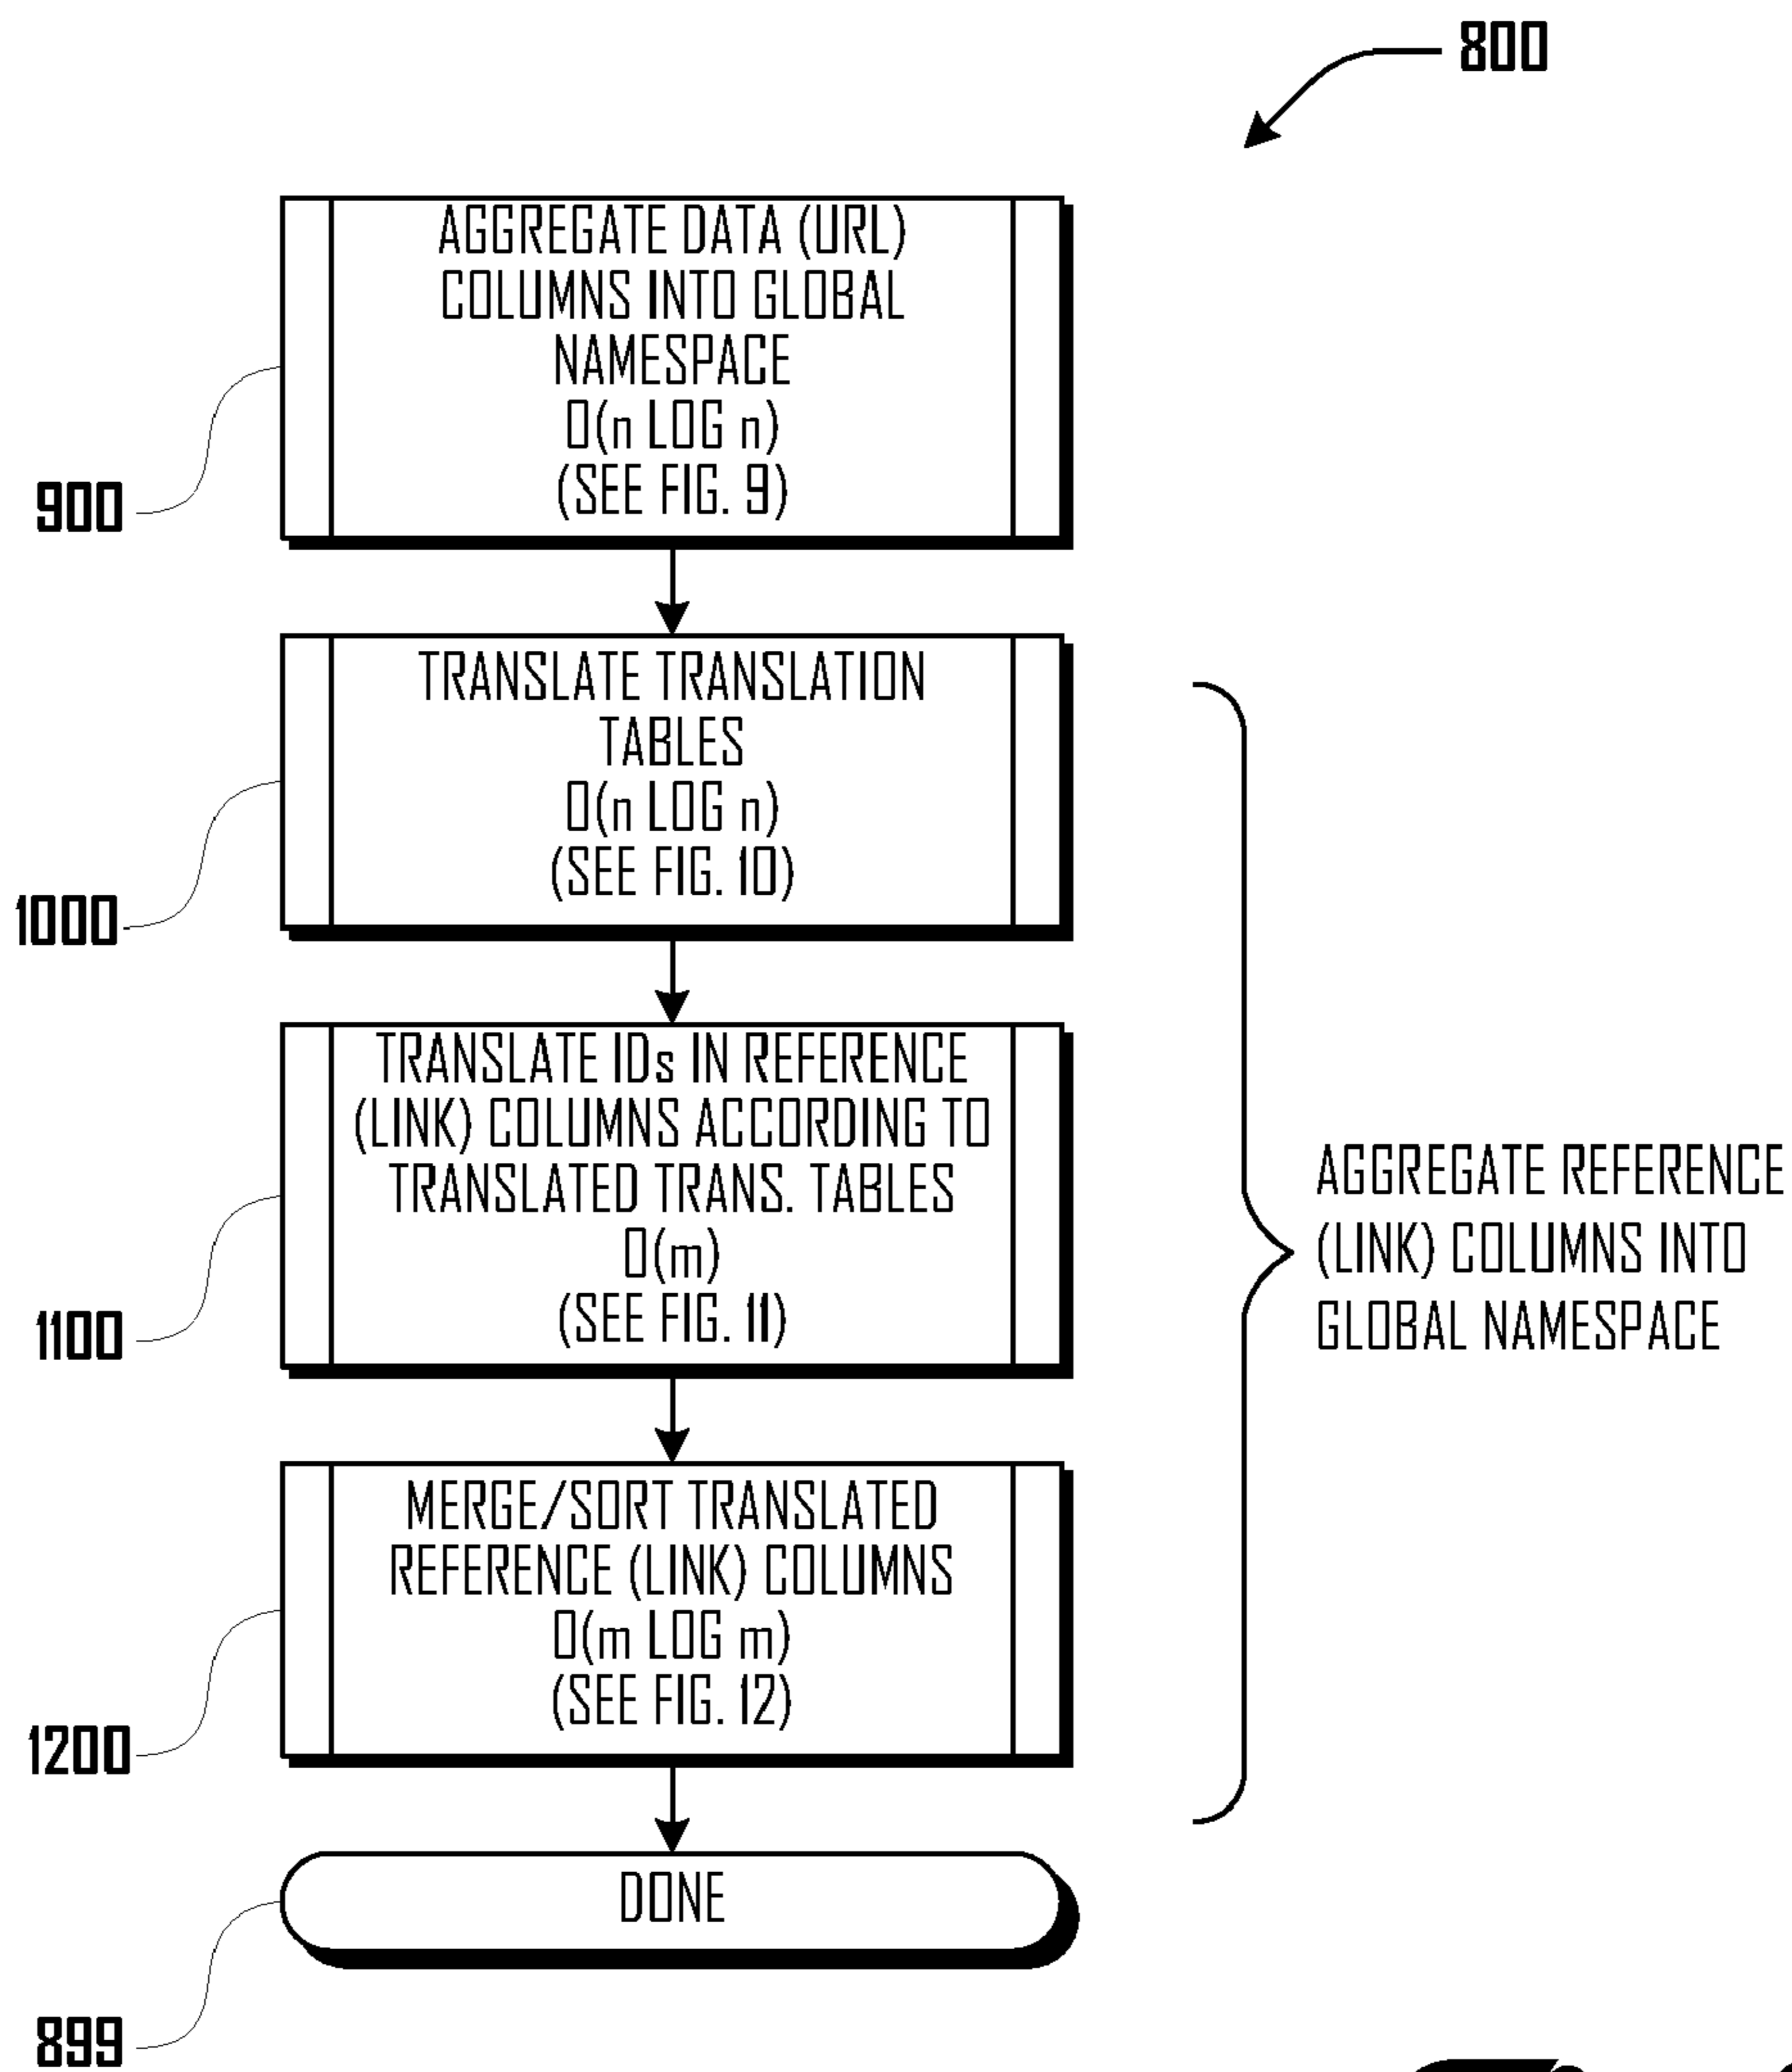 800
AGGREGATE DATA (URL)
COLUMNS INTO GLOBAL
NAMESPACE
O(n LOG n)
(SEE FIG. 9)
900
TRANSLATE TRANSLATION
TABLES
O(n LOG n)
(SEE FIG. 10)
1000
TRANSLATE IDs IN REFERENCE
(LINK) COLUMNS ACCORDING TO
TRANSLATED TRANS. TABLES
O(m)
(SEE FIG. 11)
1100
AGGREGATE REFERENCE
(LINK) COLUMNS INTO
GLOBAL NAMESPACE
MERGE/SORT TRANSLATED
REFERENCE (LINK) COLUMNS
O(m LOG m)
(SEE FIG. 12)
1200
DONE
899